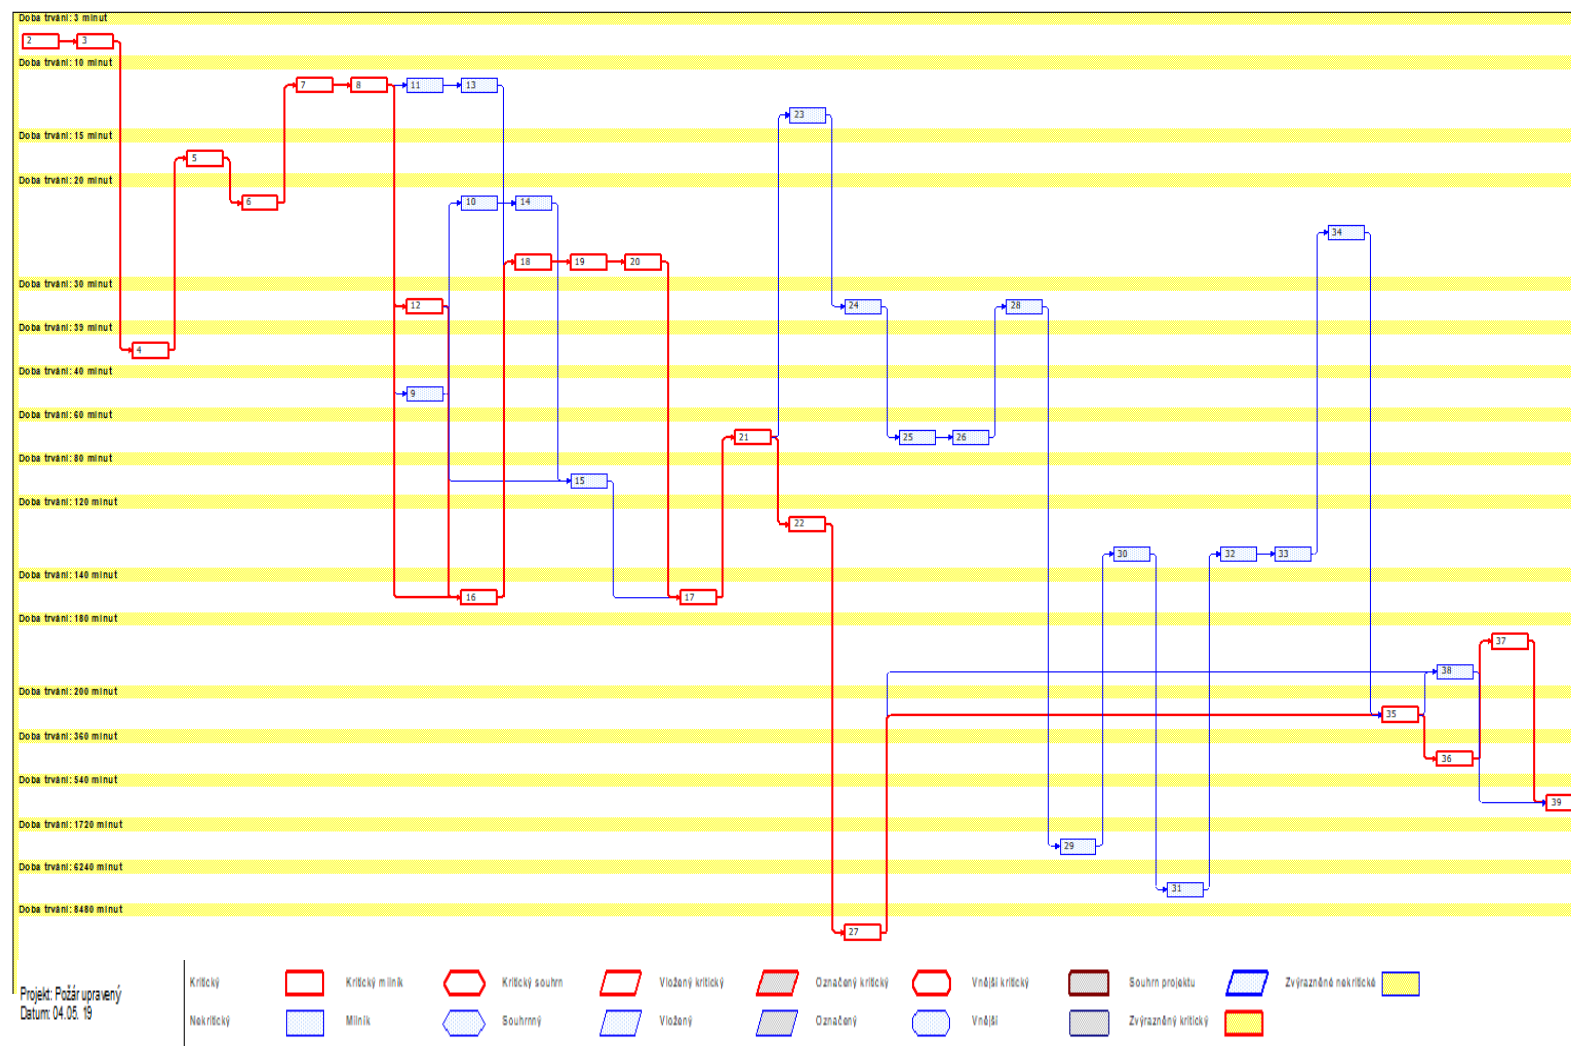 Doba trvání: 3 minut
2
3
Doba trvání: 10 minut
7
8
11
13
23
Doba trvání: 15 minut
5
Doba trvání: 20 minut
6
10
14
34
18
19
20
Doba trvání: 30 minut
12
24
28
Doba trvání: 39 minut
4
Doba trvání: 40 minut
9
Doba trvání: 60 minut
21
25
26
Doba trvání: 80 minut
15
Doba trvání: 120 minut
22
30
32
33
Doba trvání: 140 minut
16
17
Doba trvání: 180 minut
37
38
Doba trvání: 200 minut
35
Doba trvání: 360 minut
36
Doba trvání: 540 minut
39
Doba trvání: 1720 minut
29
Doba trvání: 6240 minut
31
Doba trvání: 8480 minut
27
Projekt: Požár upravený
Datum: 04.05. 19
Kritický
Kritický milník
Kritický souhrn
Vložený kritický
Označený kritický
Vnější kritický
Souhrn projektu
Zvýrazněné nekritické
Nekritický
Milník
Souhrnný
Vložený
Označený
Vnější
Zvýrazněný kritický